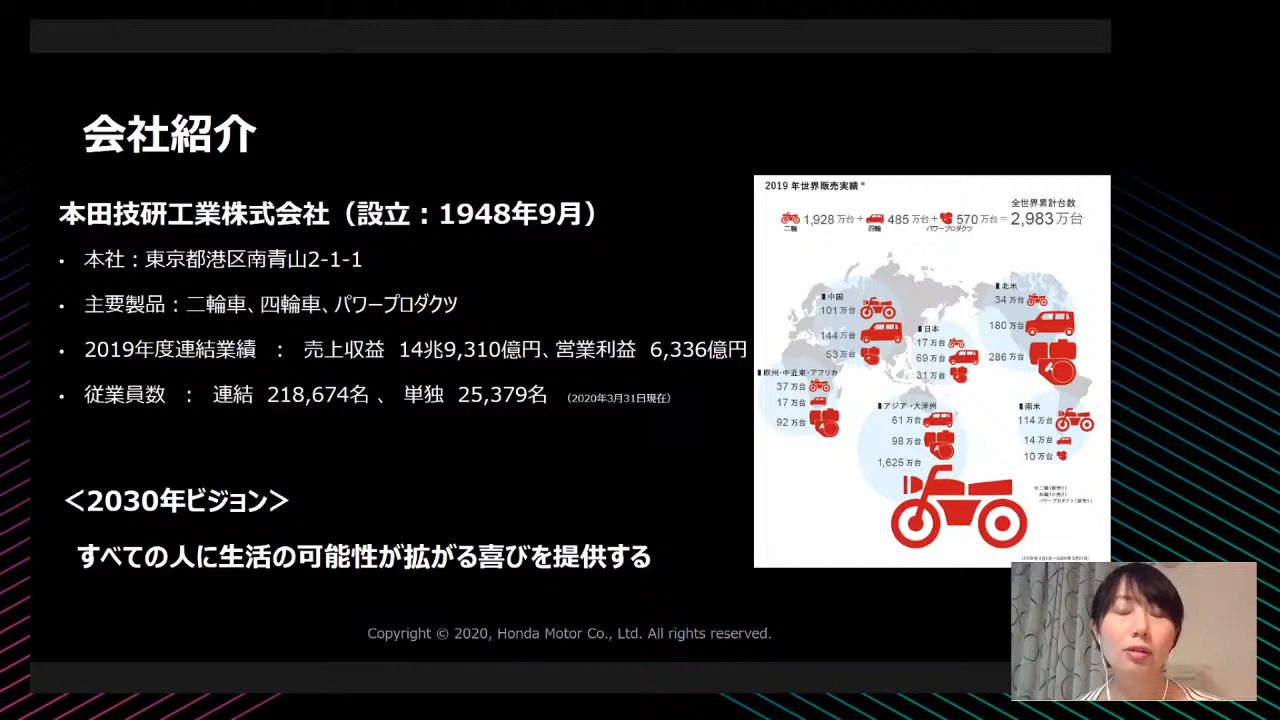 会社紹介
本田技研工業株式会社（設立：1948年9月）
• 本社：東京都港区南青山2-1-1
• 主要製品：二輪車、四輪車、パワープロダクツ
• 2019年度連結業績 ： 売上収益 14兆9,310億円、営業利益 6,336億円
• 従業員数 ： 連結 218,674名 、 単独 25,379名 （2020年3月31日現在）
＜2030年ビジョン＞
すべての人に生活の可能性が拡がる喜びを提供する
2019 年世界販売実績*
全世界累計台数
1,928 万台 + 485 万台 + 570 万台 = 2,983 万台
二輪 四輪 パワープロダクツ
中国
101 万台
144 万台
53 万台
日本
17 万台
69 万台
31 万台
北米
34 万台
180 万台
286 万台
欧州・中近東・アフリカ
37 万台
17 万台
92 万台
アジア・大洋州
61 万台
98 万台
1,625 万台
南米
114 万台
14 万台
10 万台
Copyright © 2020, Honda Motor Co., Ltd. All rights reserved.